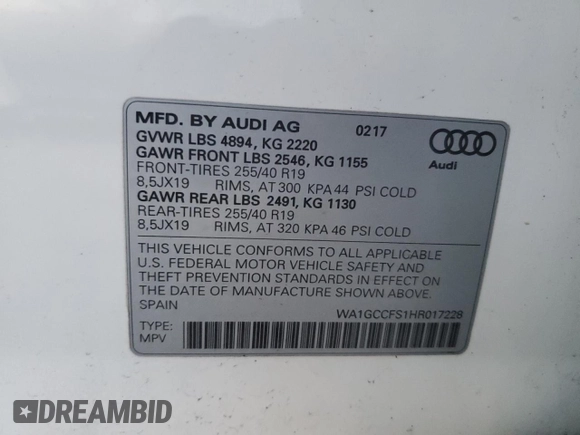 MFD. BY AUDI AG 0217
GVWR LBS 4894, KG 2220
GAWR FRONT LBS 2546, KG 1155
FRONT-TIRES 255/40 R19
8,5JX19 RIMS, AT 300 KPA 44 PSI COLD
GAWR REAR LBS 2491, KG 1130
REAR-TIRES 255/40 R19
8,5JX19 RIMS, AT 320 KPA 46 PSI COLD
Audi
THIS VEHICLE CONFORMS TO ALL APPLICABLE
U.S. FEDERAL MOTOR VEHICLE SAFETY AND
THEFT PREVENTION STANDARDS IN EFFECT ON
THE DATE OF MANUFACTURE SHOWN ABOVE
SPAIN WA1GCCFS1HR017228
TYPE:
MPV
DREAMBID